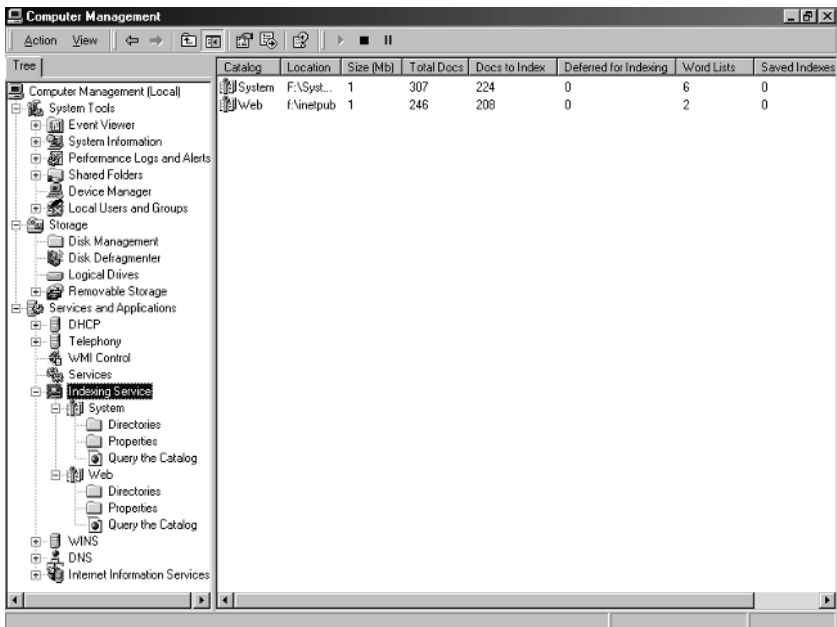 Computer Management
Action View
Tree
Catalog Location Size (Mb) Total Docs Docs to Index Deferred for Indexing Word Lists Saved Indexes
System F:\Syst... 1 307 224 0 6 0
Web f:\inetpub 1 246 208 0 2 0
Computer Management (Local)
System Tools
Event Viewer
System Information
Performance Logs and Alerts
Shared Folders
Device Manager
Local Users and Groups
Storage
Disk Management
Disk Defragmenter
Logical Drives
Removable Storage
Services and Applications
DHCP
Telephony
WMI Control
Services
Indexing Service
System
Directories
Properties
Query the Catalog
Web
Directories
Properties
Query the Catalog
WINS
DNS
Internet Information Services